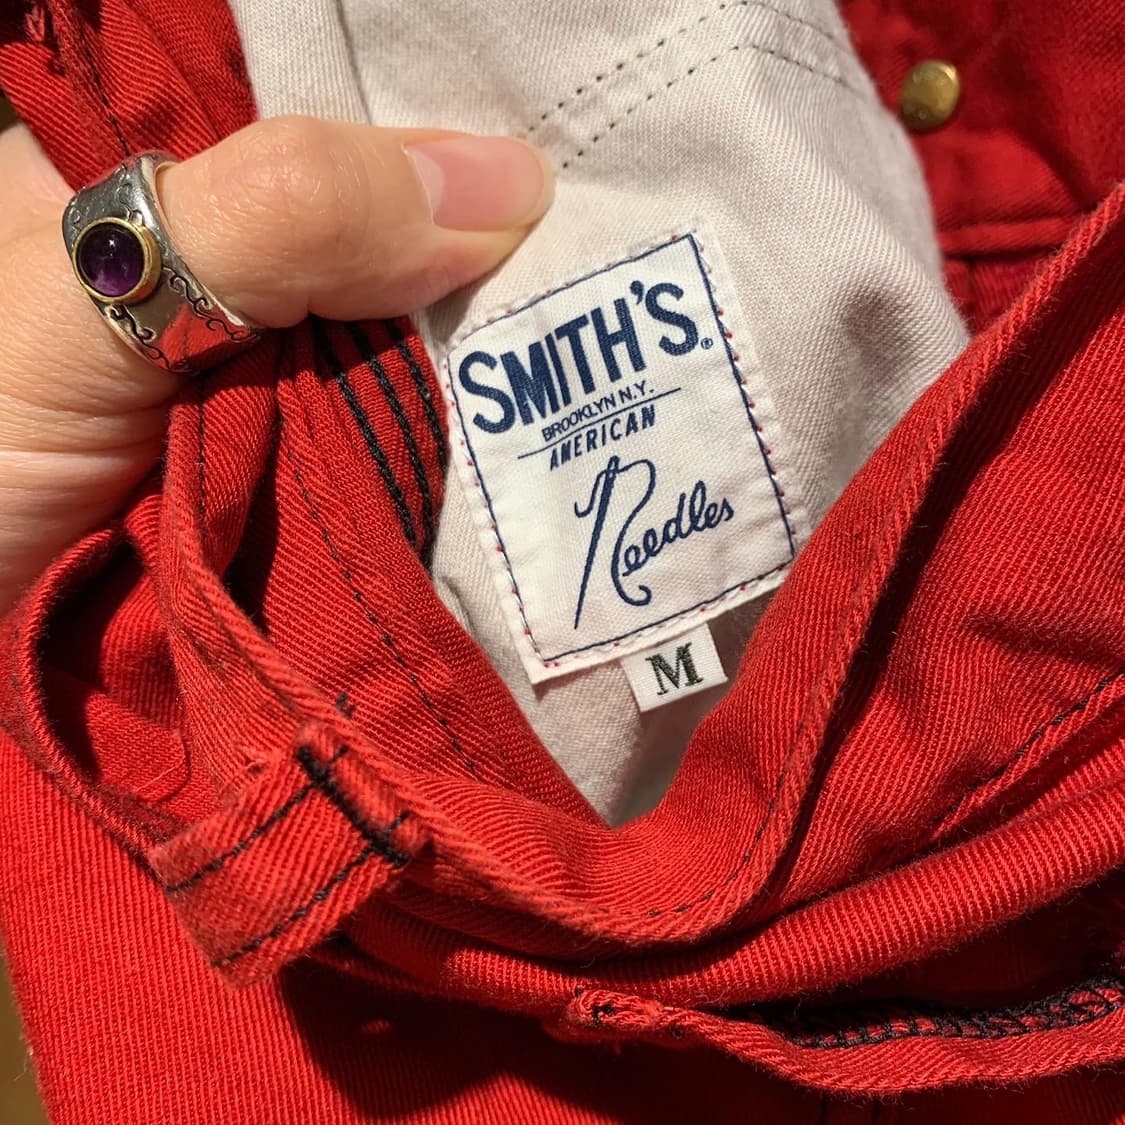 SMITH'S®
BROOKLYN N.Y.
AMERICAN
Needles
M